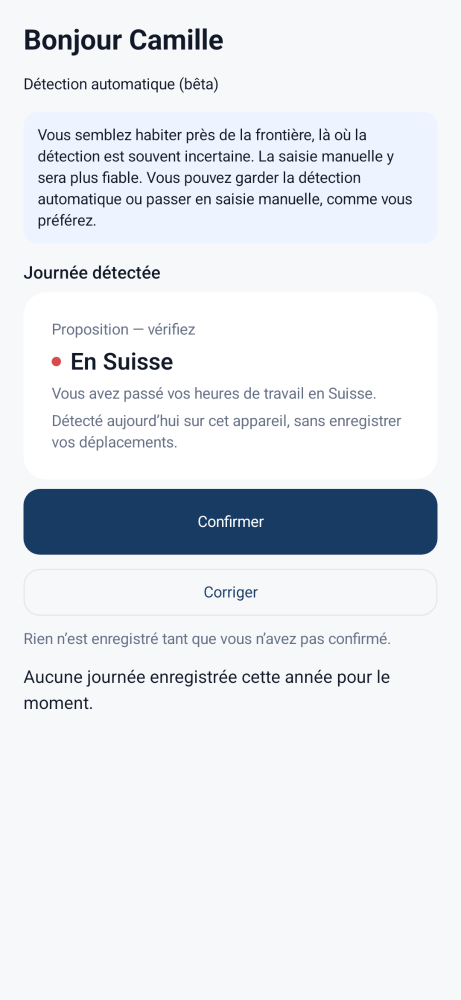 Bonjour Camille
Détection automatique (bêta)
Vous semblez habiter près de la frontière, là où la
détection est souvent incertaine. La saisie manuelle y
sera plus fiable. Vous pouvez garder la détection
automatique ou passer en saisie manuelle, comme vous
préférez.
Journée détectée
Proposition — vérifiez
En Suisse
Vous avez passé vos heures de travail en Suisse.
Détecté aujourd’hui sur cet appareil, sans enregistrer
vos déplacements.
Confirmer
Corriger
Rien n’est enregistré tant que vous n’avez pas confirmé.
Aucune journée enregistrée cette année pour le
moment.